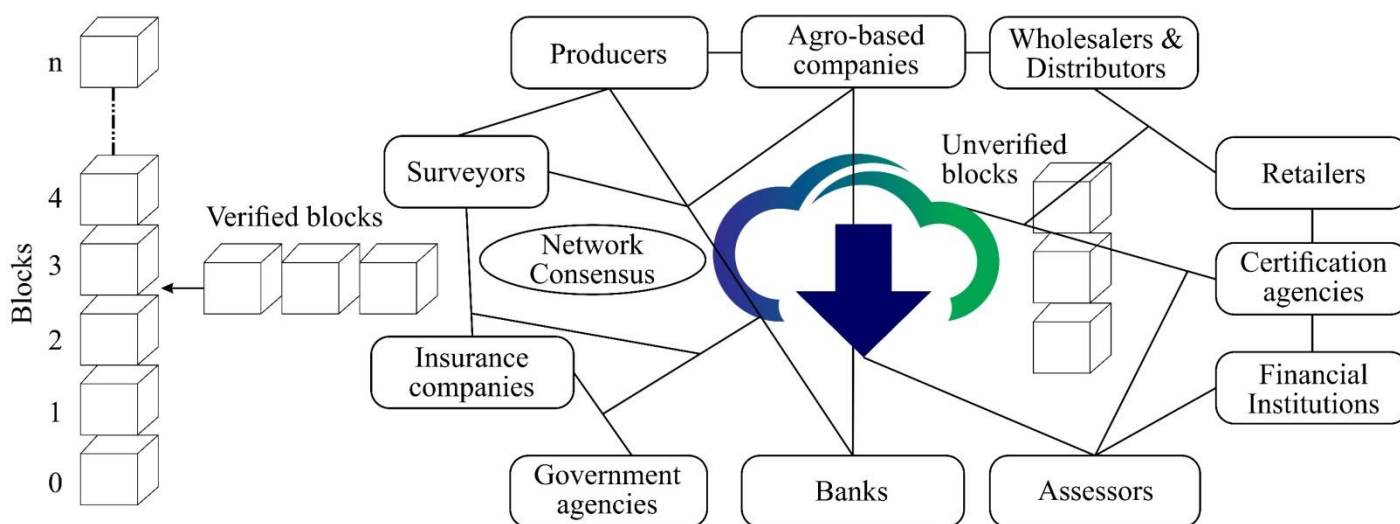 n
4
3
2
1
0
Blocks
Verified blocks
Producers
Agro-based
companies
Wholesalers &
Distributors
Surveyors
Unverified
blocks
Retailers
Network
Consensus
Certification
agencies
Insurance
companies
Financial
Institutions
Government
agencies
Banks
Assessors